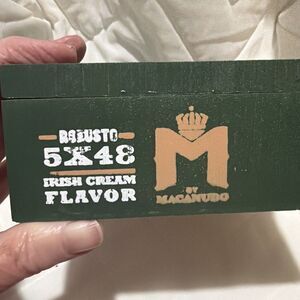 ROBUSTO
5X48
IRISH CREAM
FLAVOR
M
BY
MACANUDO